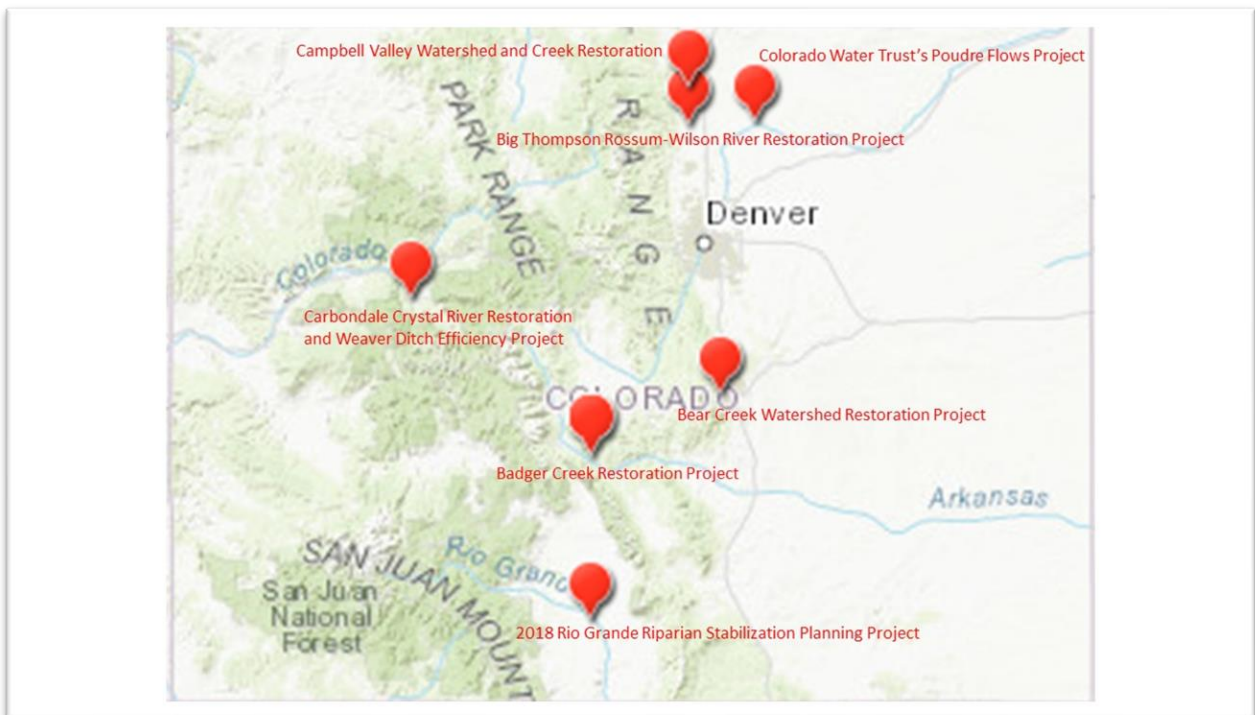 Campbell Valley Watershed and Creek Restoration
Colorado Water Trust's Poudre Flows Project
PARK RANGE
RANGE
Big Thompson Rossum-Wilson River Restoration Project
Denver
Colorado
Carbondale Crystal River Restoration
and Weaver Ditch Efficiency Project
COLORADO
Bear Creek Watershed Restoration Project
Badger Creek Restoration Project
Arkansas
SAN JUAN MOUNT
Rio Granc
San Juan
National
Forest
2018 Rio Grande Riparian Stabilization Planning Project